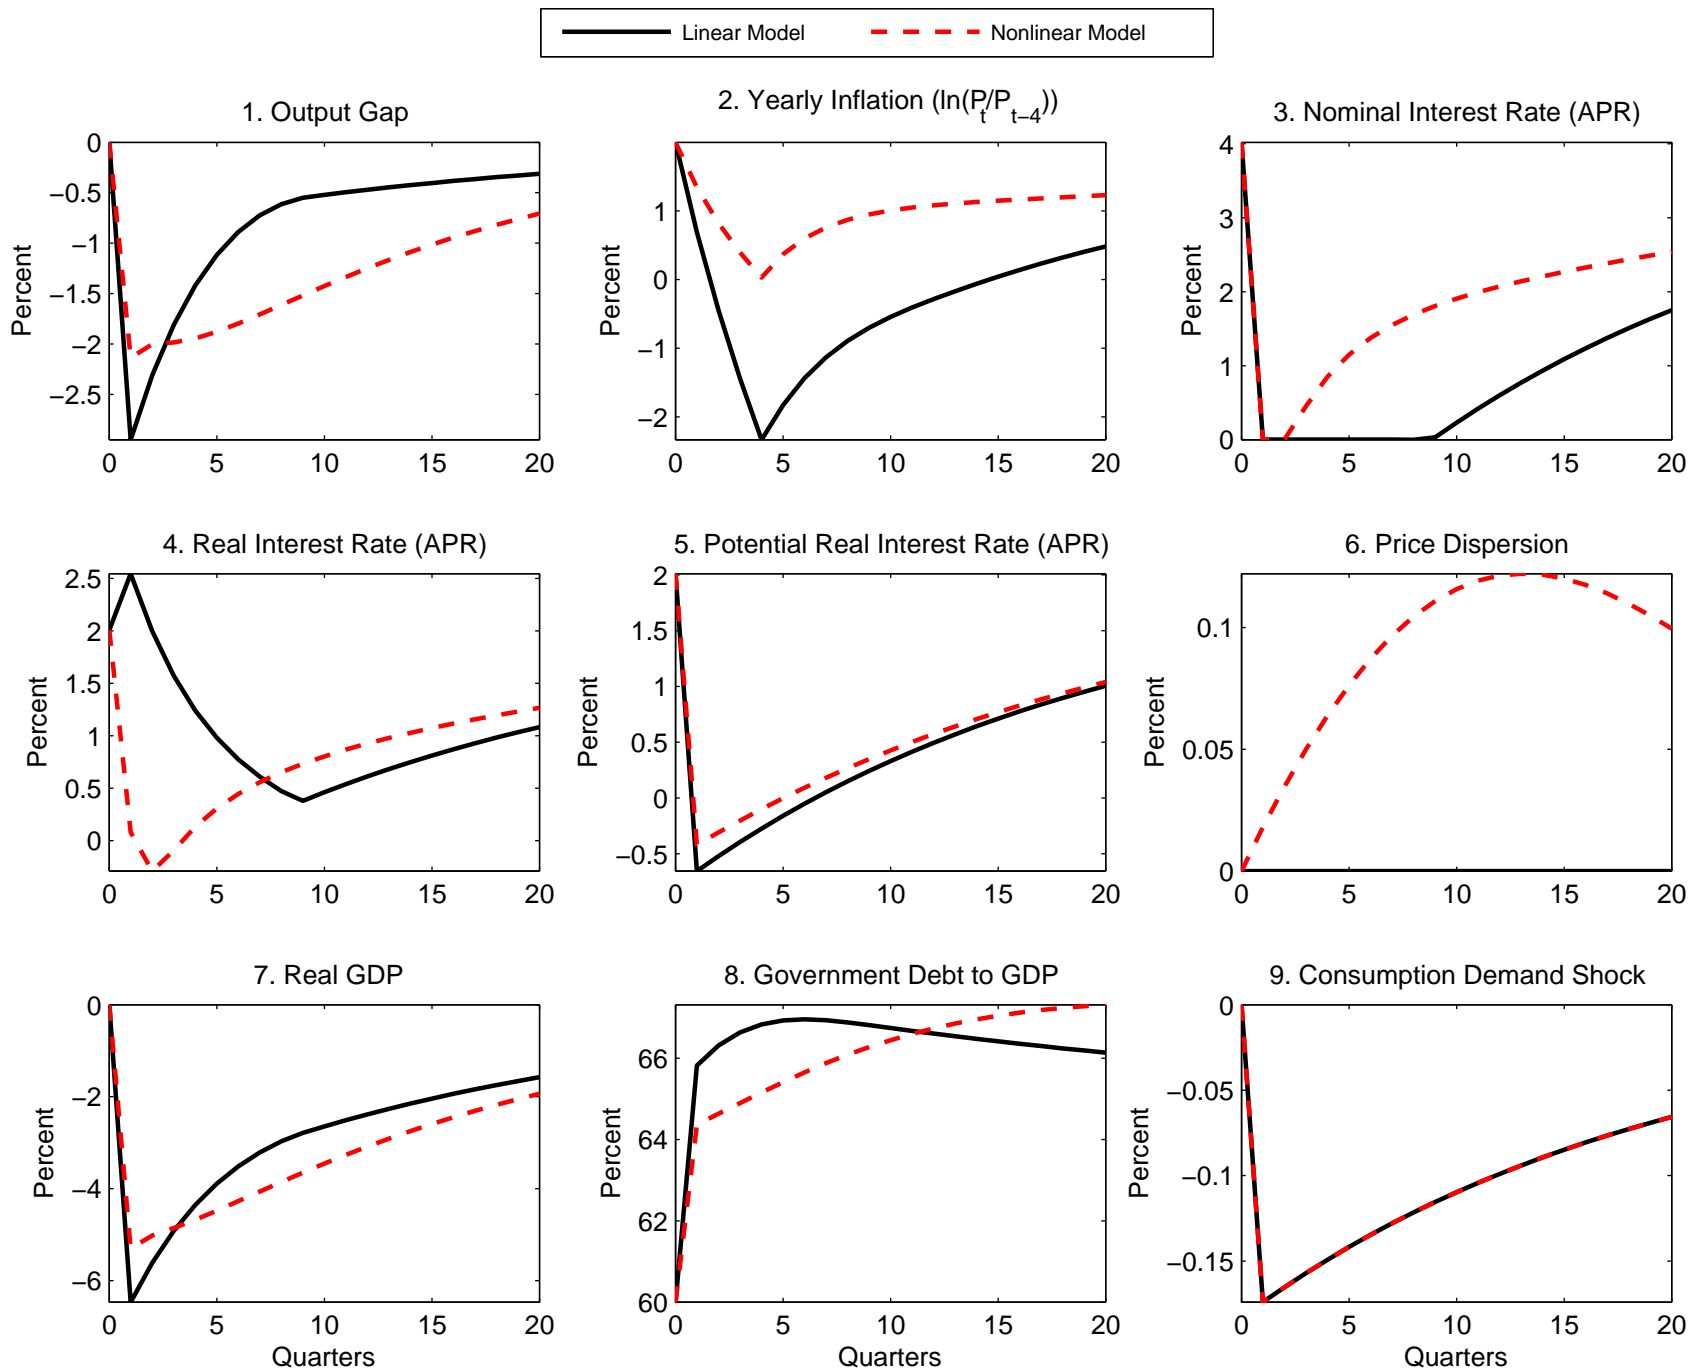 Linear Model Nonlinear Model
1. Output Gap
Percent
0
−0.5
−1
−1.5
−2
−2.5
0 5 10 15 20
2. Yearly Inflation (ln(P_t/P_{t−4}))
Percent
1
0
−1
−2
0 5 10 15 20
3. Nominal Interest Rate (APR)
Percent
4
3
2
1
0
0 5 10 15 20
4. Real Interest Rate (APR)
Percent
2.5
2
1.5
1
0.5
0
0 5 10 15 20
5. Potential Real Interest Rate (APR)
Percent
2
1.5
1
0.5
0
−0.5
0 5 10 15 20
6. Price Dispersion
Percent
0.1
0.05
0
0 5 10 15 20
7. Real GDP
Percent
0
−2
−4
−6
0 5 10 15 20
Quarters
8. Government Debt to GDP
Percent
66
64
62
60
0 5 10 15 20
Quarters
9. Consumption Demand Shock
Percent
0
−0.05
−0.1
−0.15
0 5 10 15 20
Quarters